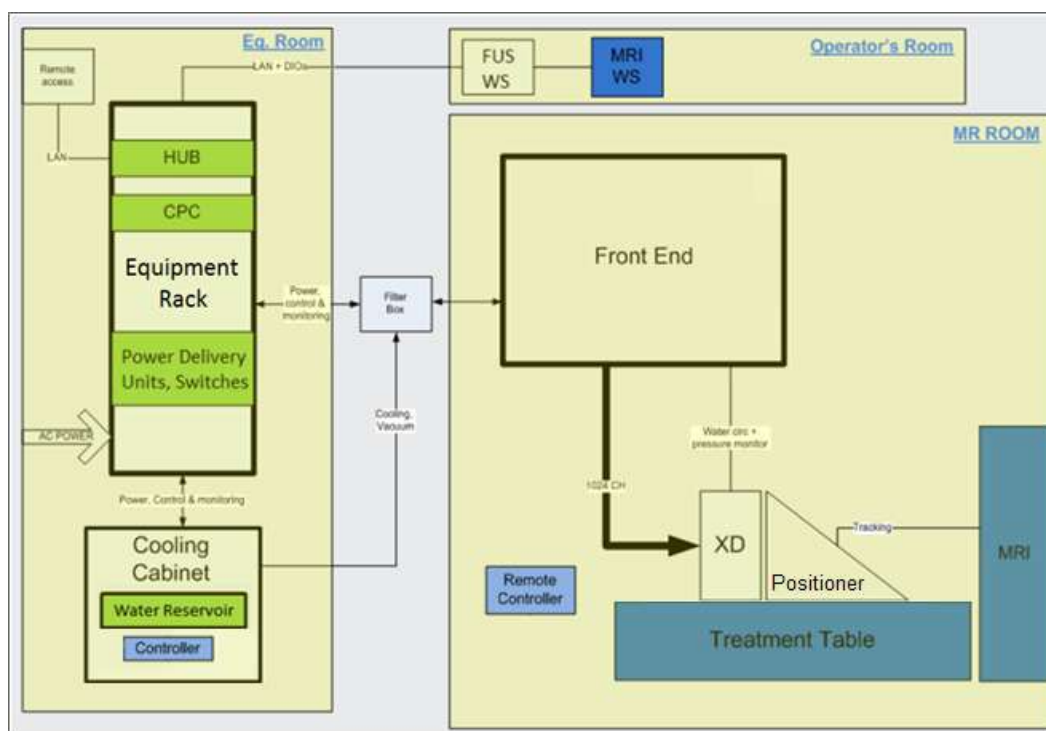 Eq. Room
Remote
access
LAN + DIOs
LAN
HUB
CPC
Equipment
Rack
Power Delivery
Units, Switches
AC POWER
Power, Control & monitoring
Cooling
Cabinet
Water Reservoir
Controller
Power,
control &
monitoring
Filter
Box
Cooling,
Vacuum
Operator's Room
FUS
WS
MRI
WS
MR ROOM
Front End
Water circ +
pressure monitor
1024 CH
XD
Positioner
Tracking
MRI
Remote
Controller
Treatment Table